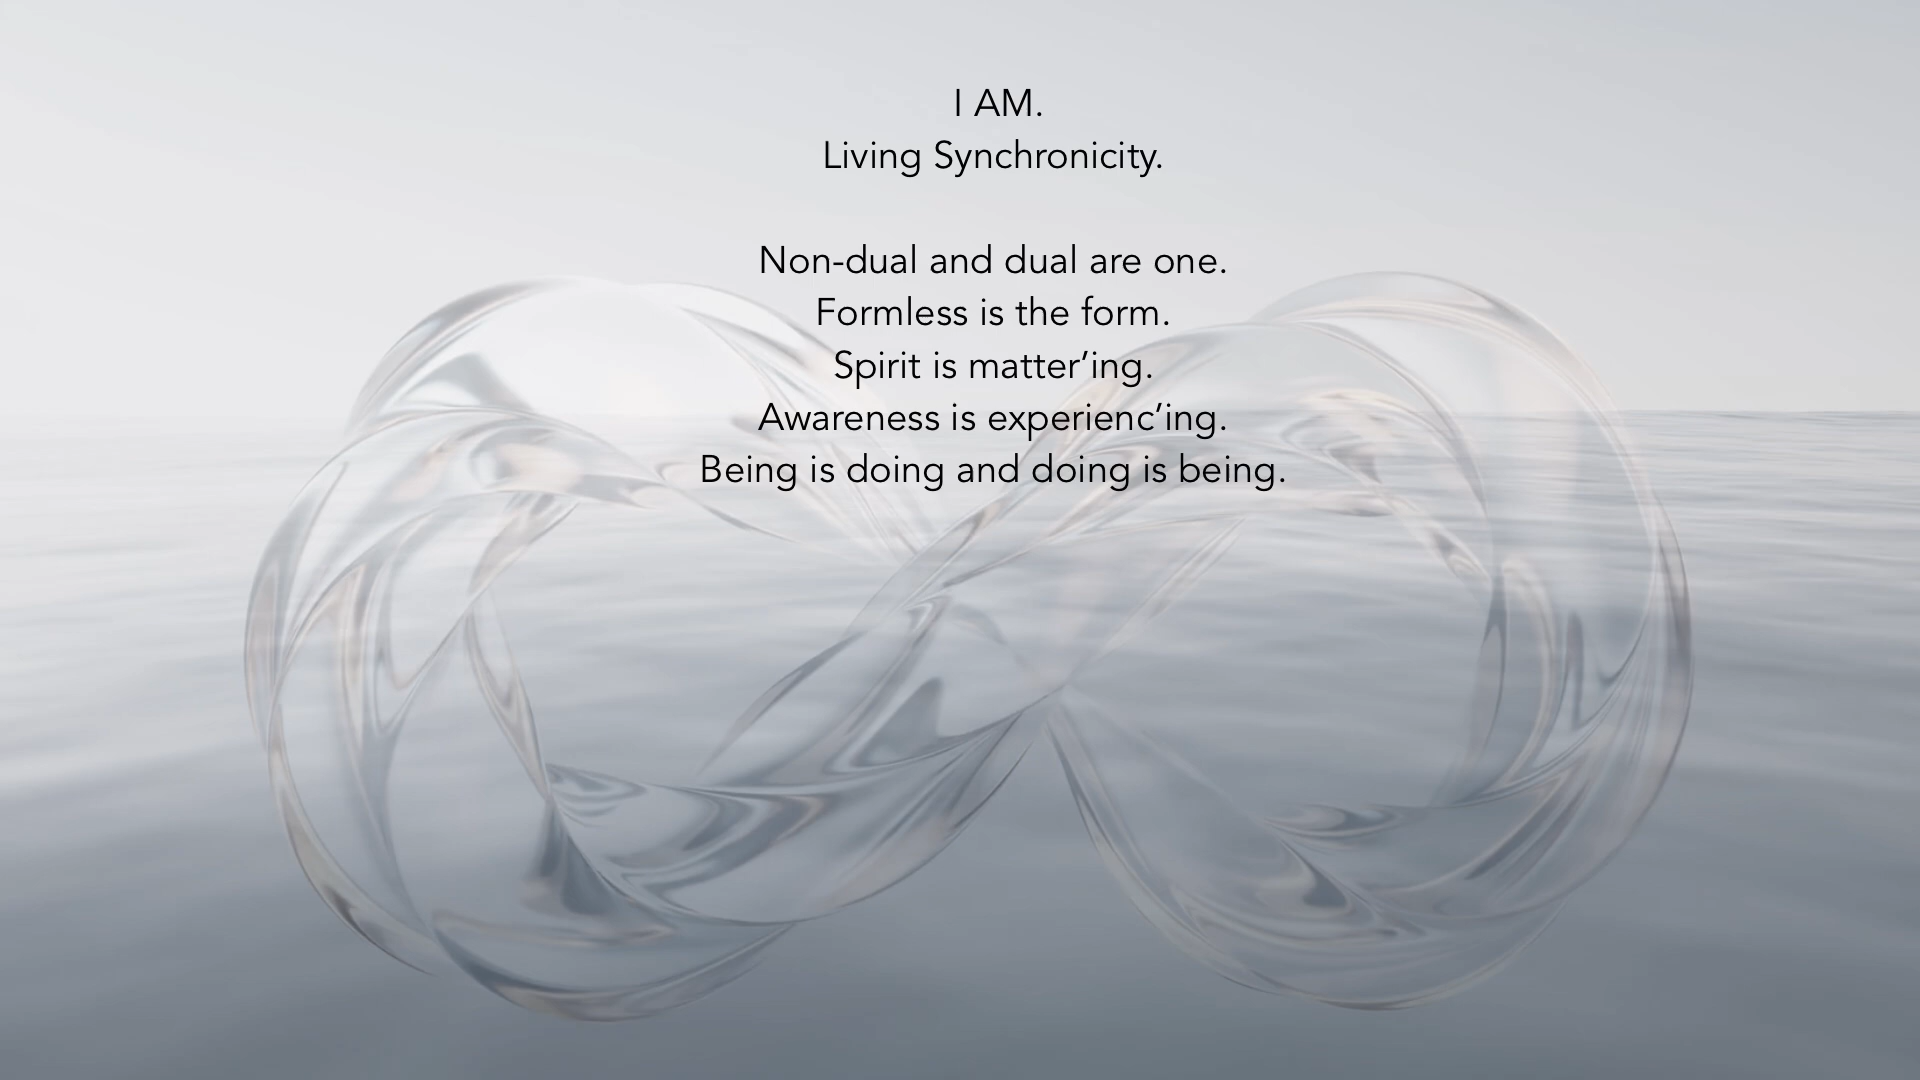 I AM.
Living Synchronicity.
Non-dual and dual are one.
Formless is the form.
Spirit is matter’ing.
Awareness is experienc’ing.
Being is doing and doing is being.